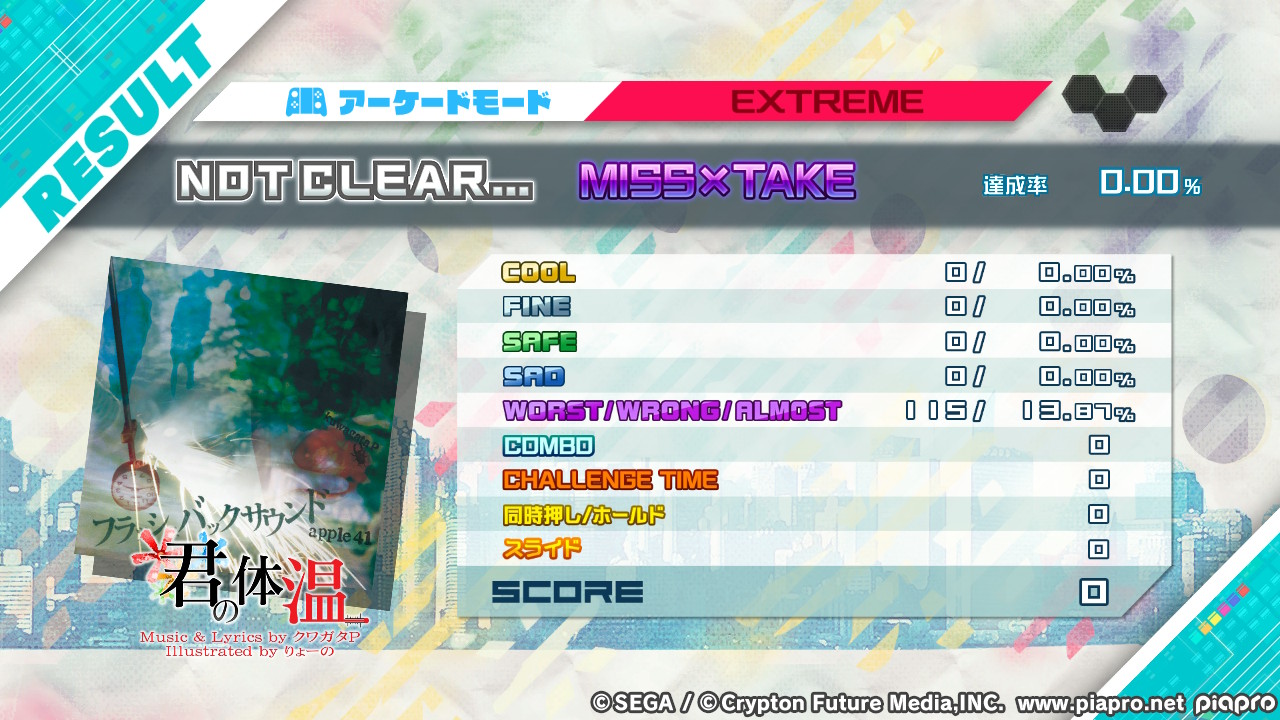 RESULT
アーケードモード EXTREME
NOT CLEAR... MISS×TAKE 達成率 0.00%
COOL 0/ 0.00%
FINE 0/ 0.00%
SAFE 0/ 0.00%
SAD 0/ 0.00%
WORST/WRONG/ALMOST 115/ 13.87%
COMBO 0
CHALLENGE TIME 0
同時押し/ホールド 0
スライド 0
SCORE 0
フラッシュバックサウンド
apple41
君の体温
Music & Lyrics by クワガタP
Illustrated by りょーの
©SEGA / ©Crypton Future Media,INC. www.piapro.net piapro